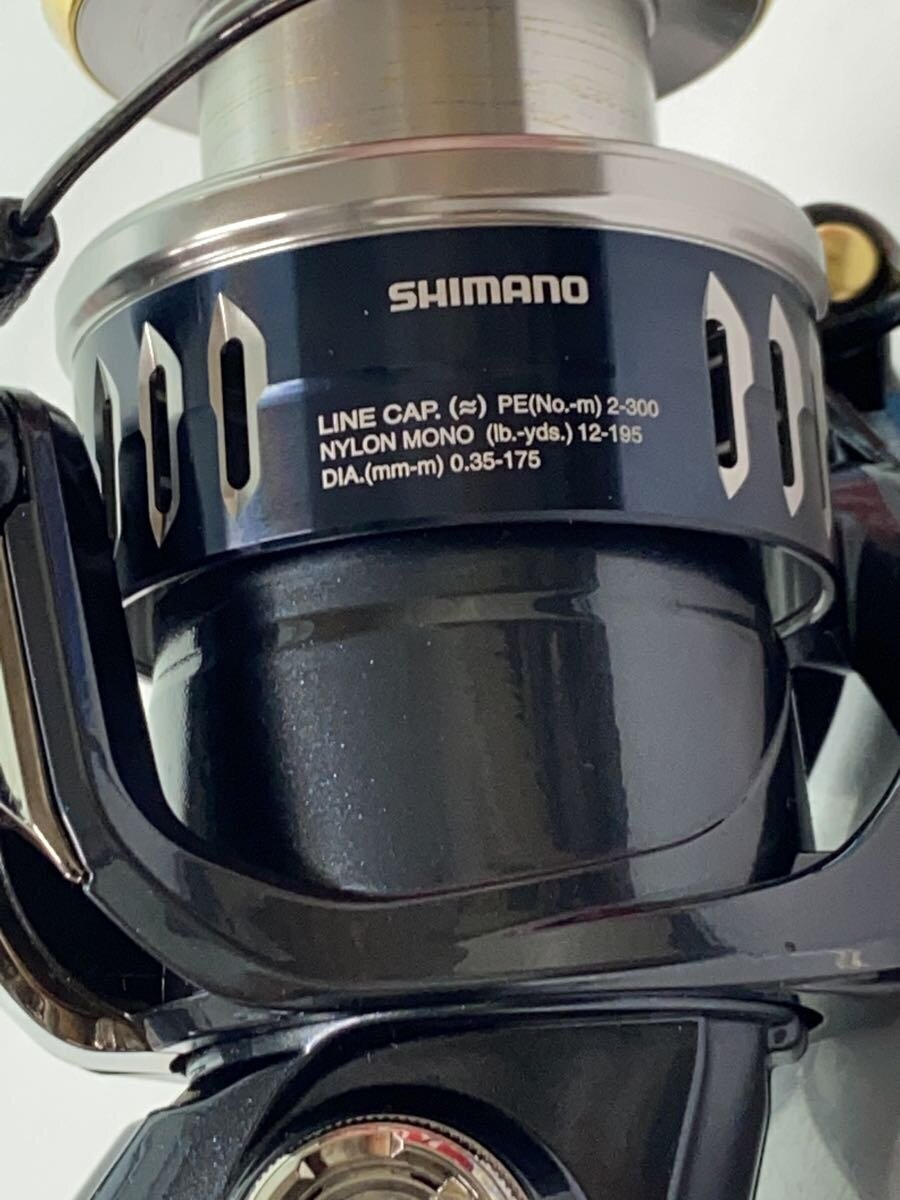 SHIMANO
LINE CAP. (≈) PE(No.-m) 2-300
NYLON MONO (lb.-yds.) 12-195
DIA.(mm-m) 0.35-175